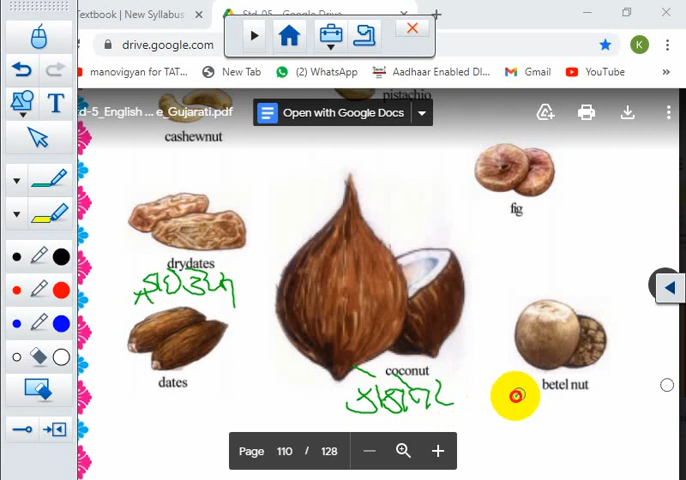 Textbook | New Syllabus
Std-05 - Google Drive
drive.google.com
K
manovigyan for TAT...
New Tab
(2) WhatsApp
Aadhaar Enabled DI...
Gmail
YouTube
»
d-5_English ... e_Gujarati.pdf
Open with Google Docs
T
cashewnut
pistachio
fig
drydates
dates
coconut
betel nut
Page 110 / 128